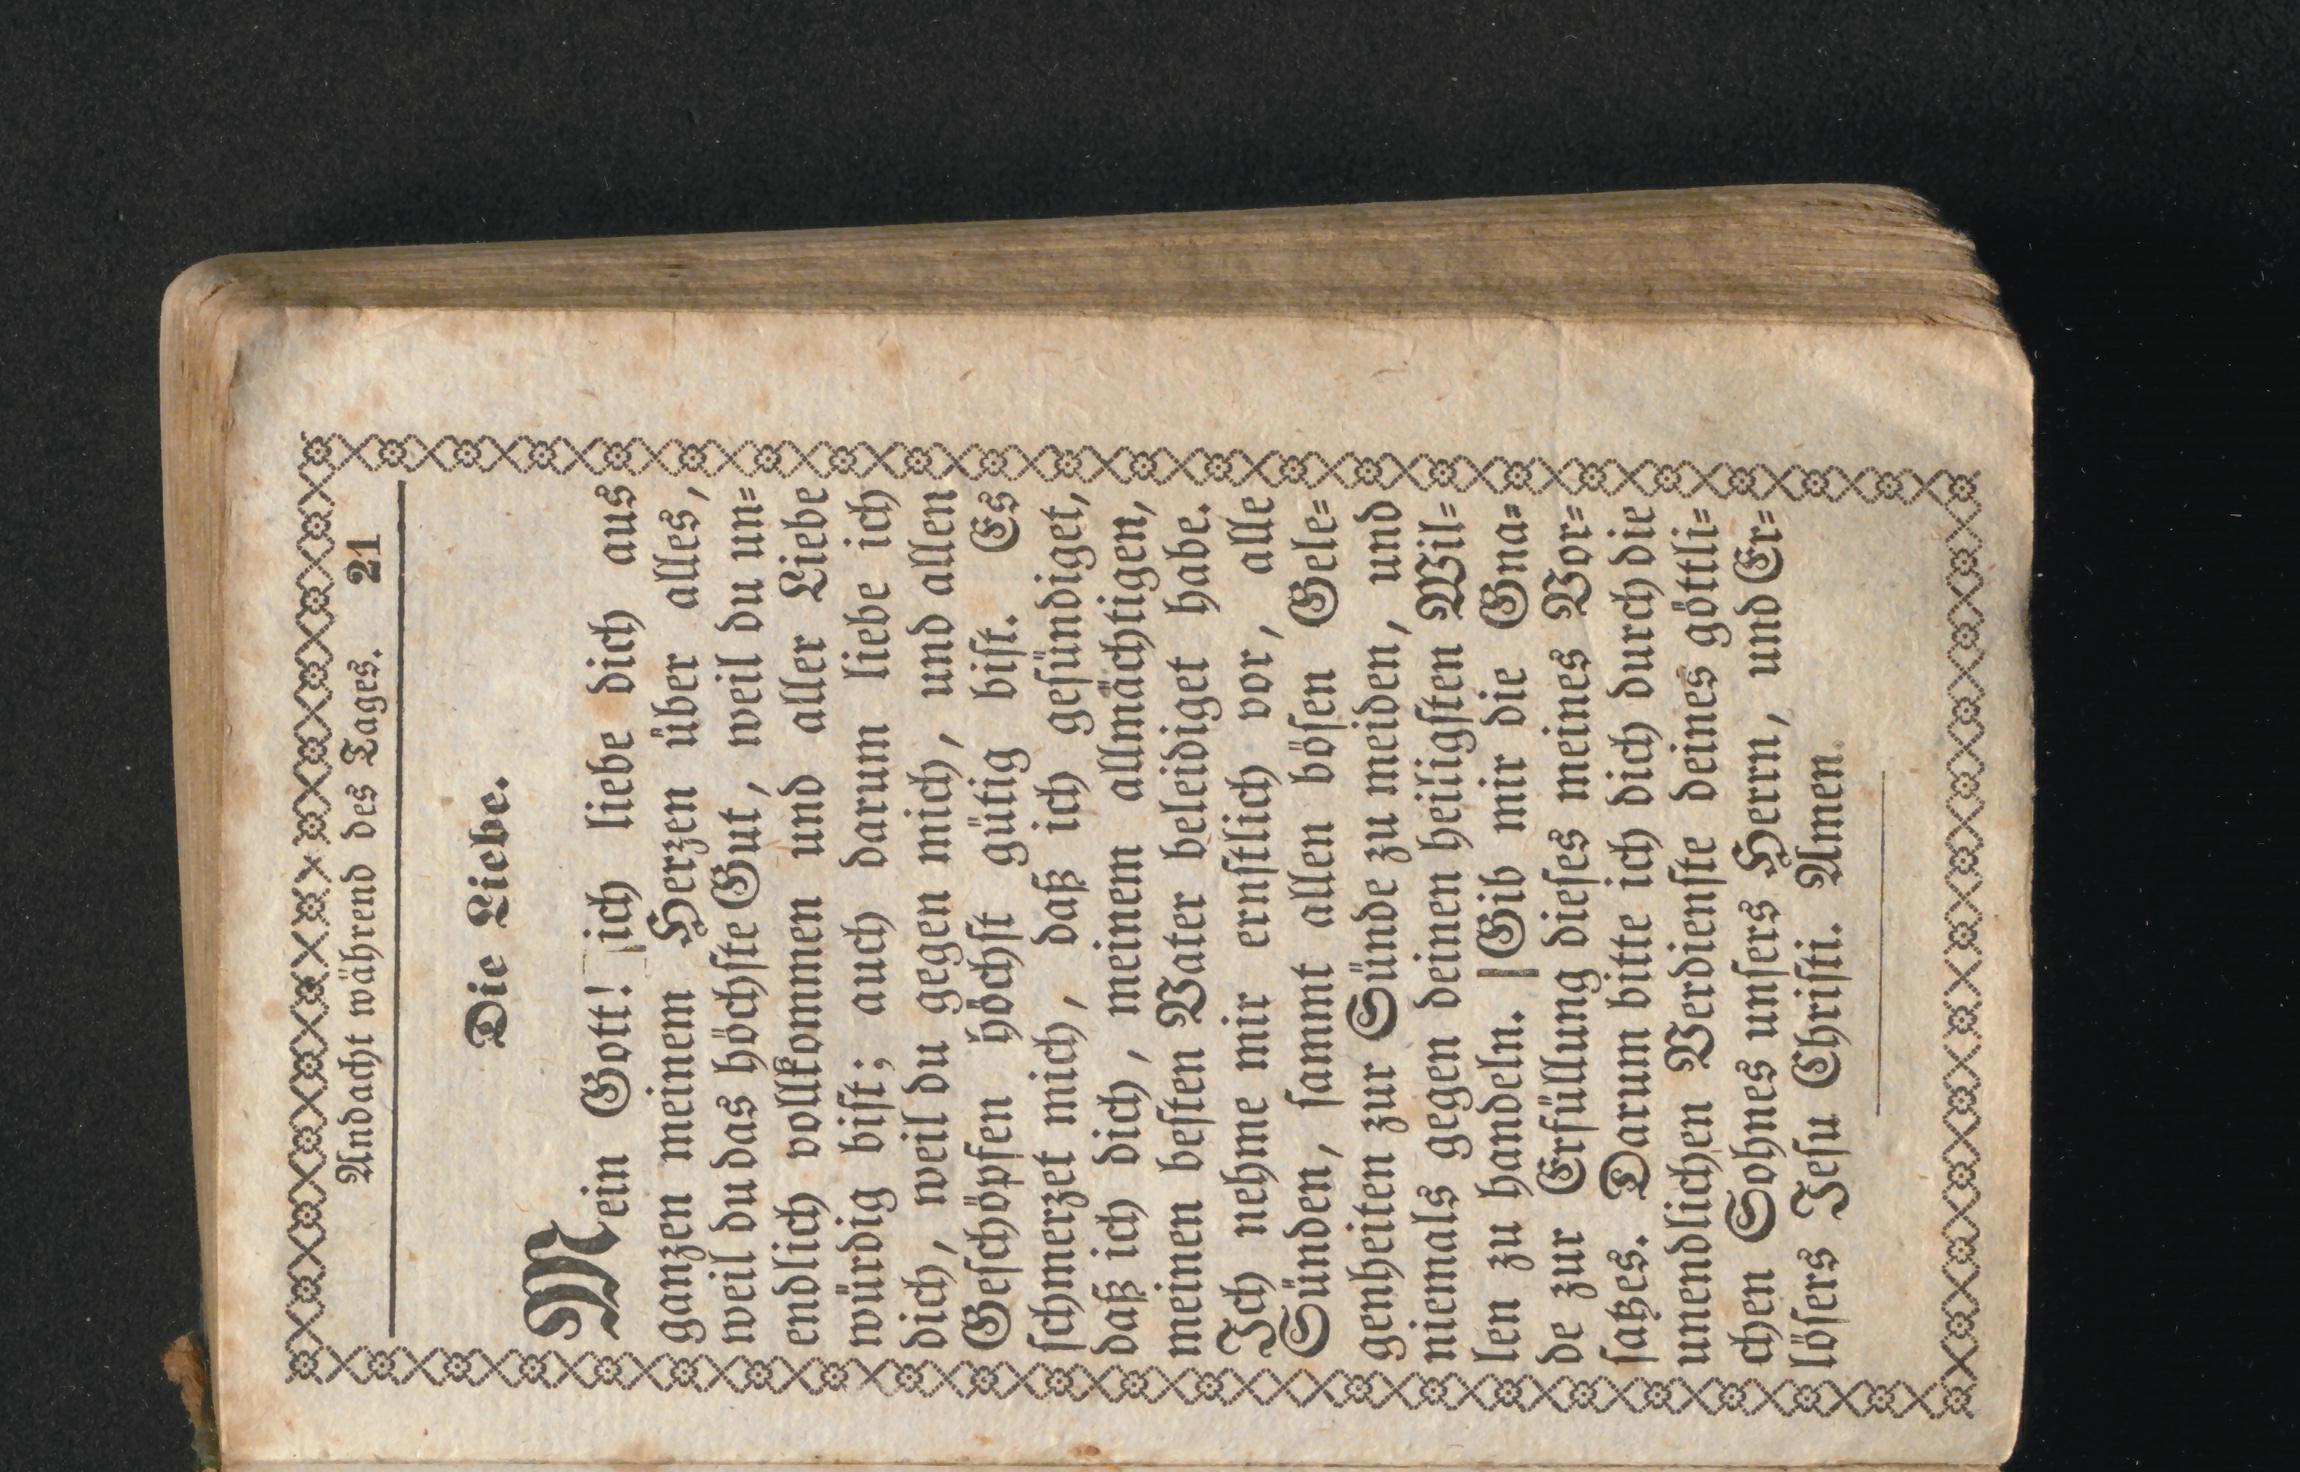 Andacht während des Tages. 21
Die Liebe.
Mein Gott! ich liebe dich aus
ganzen meinem Herzen über alles,
weil du das höchste Gut, weil du un=
endlich vollkommen und aller Liebe
würdig bist; auch darum liebe ich
dich, weil du gegen mich, und allen
Geschöpfen höchst gütig bist. Es
schmerzet mich, daß ich gesündiget,
daß ich dich, meinem allmächtigen,
meinen besten Vater beleidiget habe.
Ich nehme mir ernstlich vor, alle
Sünden, sammt allen bösen Gele=
genheiten zur Sünde zu meiden, und
niemals gegen deinen heiligsten Wil=
len zu handeln. Gib mir die Gna=
de zur Erfüllung dieses meines Vor=
satzes. Darum bitte ich dich durch die
unendlichen Verdienste deines göttli=
chen Sohnes unsers Herrn, und Er=
lösers Jesu Christi. Amen.